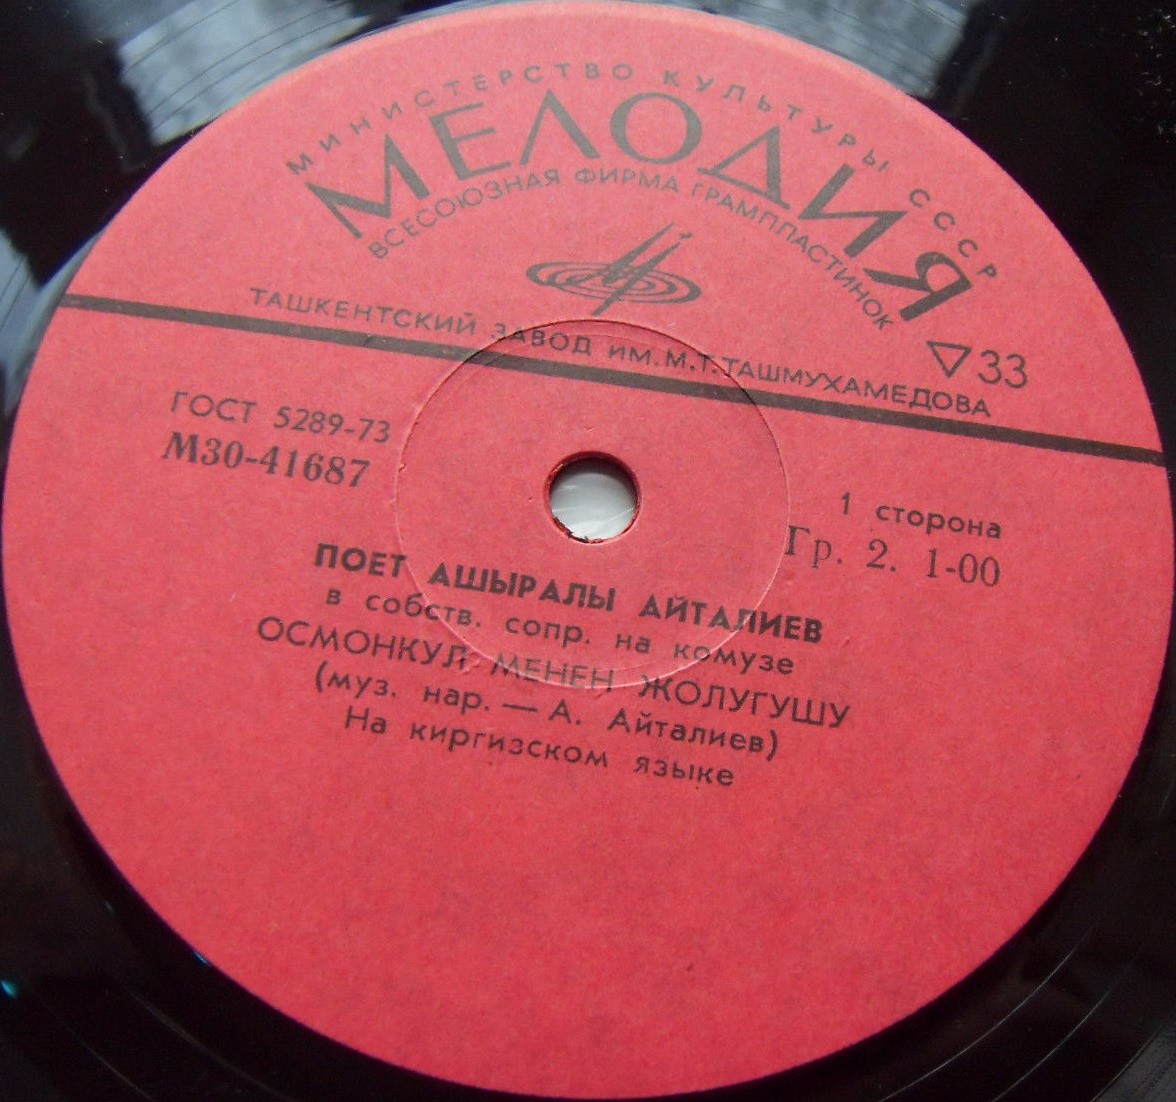 МИНИСТЕРСТВО КУЛЬТУРЫ СССР
МЕЛОДИЯ
ВСЕСОЮЗНАЯ ФИРМА ГРАМПЛАСТИНОК
ТАШКЕНТСКИЙ ЗАВОД ИМ. М.Т. ТАШМУХАМЕДОВА
33
ГОСТ 5289-73
М30-41687
1 сторона
Гр. 2. 1-00
ПОЕТ АШЫРАЛЫ АЙТАЛИЕВ
в собств. сопр. на комузе
ОСМОНКУЛ МЕНЕН ЖОЛУГУШУ
(муз. нар. — А. Айталиев)
На киргизском языке